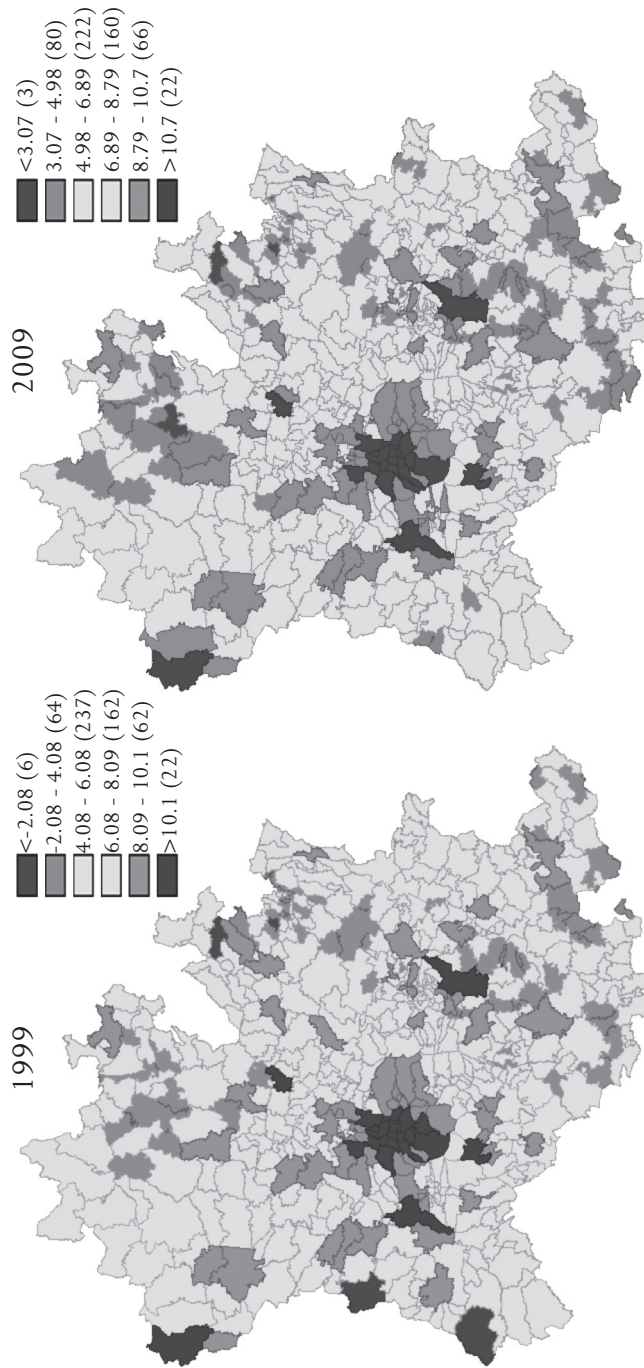 1999
<-2.08 (6)
-2.08 - 4.08 (64)
4.08 - 6.08 (237)
6.08 - 8.09 (162)
8.09 - 10.1 (62)
>10.1 (22)
2009
<3.07 (3)
3.07 - 4.98 (80)
4.98 - 6.89 (222)
6.89 - 8.79 (160)
8.79 - 10.7 (66)
>10.7 (22)